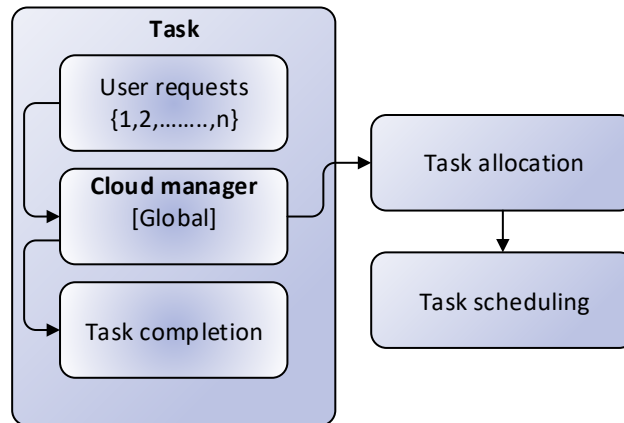 Task
User requests
{1,2,........,n}
Cloud manager
[Global]
Task completion
Task allocation
Task scheduling